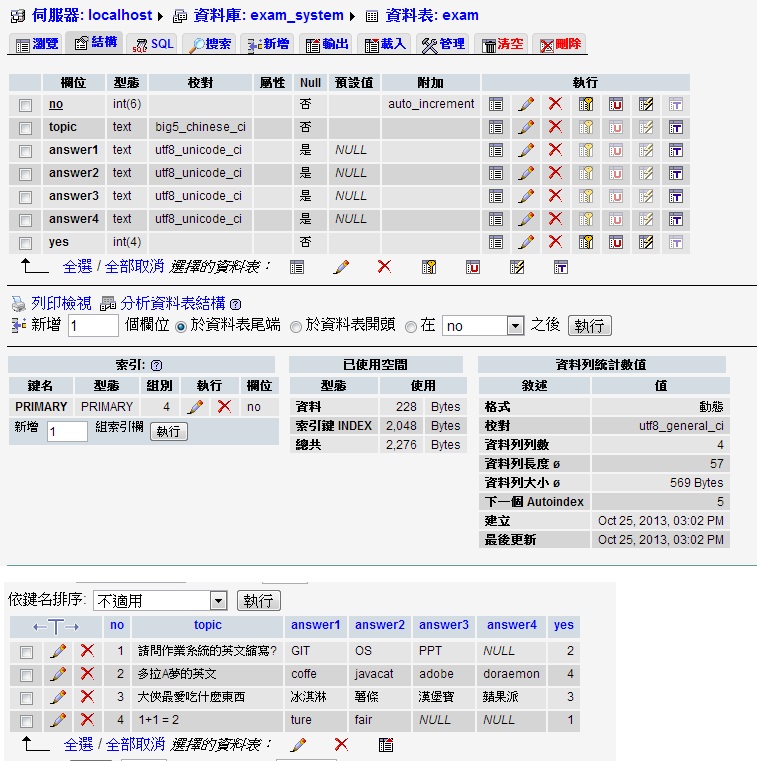 伺服器: localhost ▸ 資料庫: exam_system ▸ 資料表: exam
瀏覽 結構 SQL 搜索 新增 輸出 載入 管理 清空 刪除
欄位 型態 校對 屬性 Null 預設值 附加 執行
no int(6) 否 auto_increment
topic text big5_chinese_ci 否
answer1 text utf8_unicode_ci 是 NULL
answer2 text utf8_unicode_ci 是 NULL
answer3 text utf8_unicode_ci 是 NULL
answer4 text utf8_unicode_ci 是 NULL
yes int(4) 否
全選 / 全部取消 選擇的資料表：
列印檢視 分析資料表結構
新增 1 個欄位 於資料表尾端 於資料表開頭 在 no 之後 執行
索引:
鍵名 型態 組別 執行 欄位
PRIMARY PRIMARY 4 no
新增 1 組索引欄 執行
已使用空間
型態 使用
資料 228 Bytes
索引鍵 INDEX 2,048 Bytes
總共 2,276 Bytes
資料列統計數值
敘述 值
格式 動態
校對 utf8_general_ci
資料列列數 4
資料列長度 ø 57
資料列大小 ø 569 Bytes
下一個 Autoindex 5
建立 Oct 25, 2013, 03:02 PM
最後更新 Oct 25, 2013, 03:02 PM
依鍵名排序: 不適用 執行
←T→ no topic answer1 answer2 answer3 answer4 yes
1 請問作業系統的英文縮寫? GIT OS PPT NULL 2
2 多拉A夢的英文 coffe javacat adobe doraemon 4
3 大俠最愛吃什麼東西 冰淇淋 薯條 漢堡寶 蘋果派 3
4 1+1 = 2 ture fair NULL NULL 1
全選 / 全部取消 選擇的資料表：